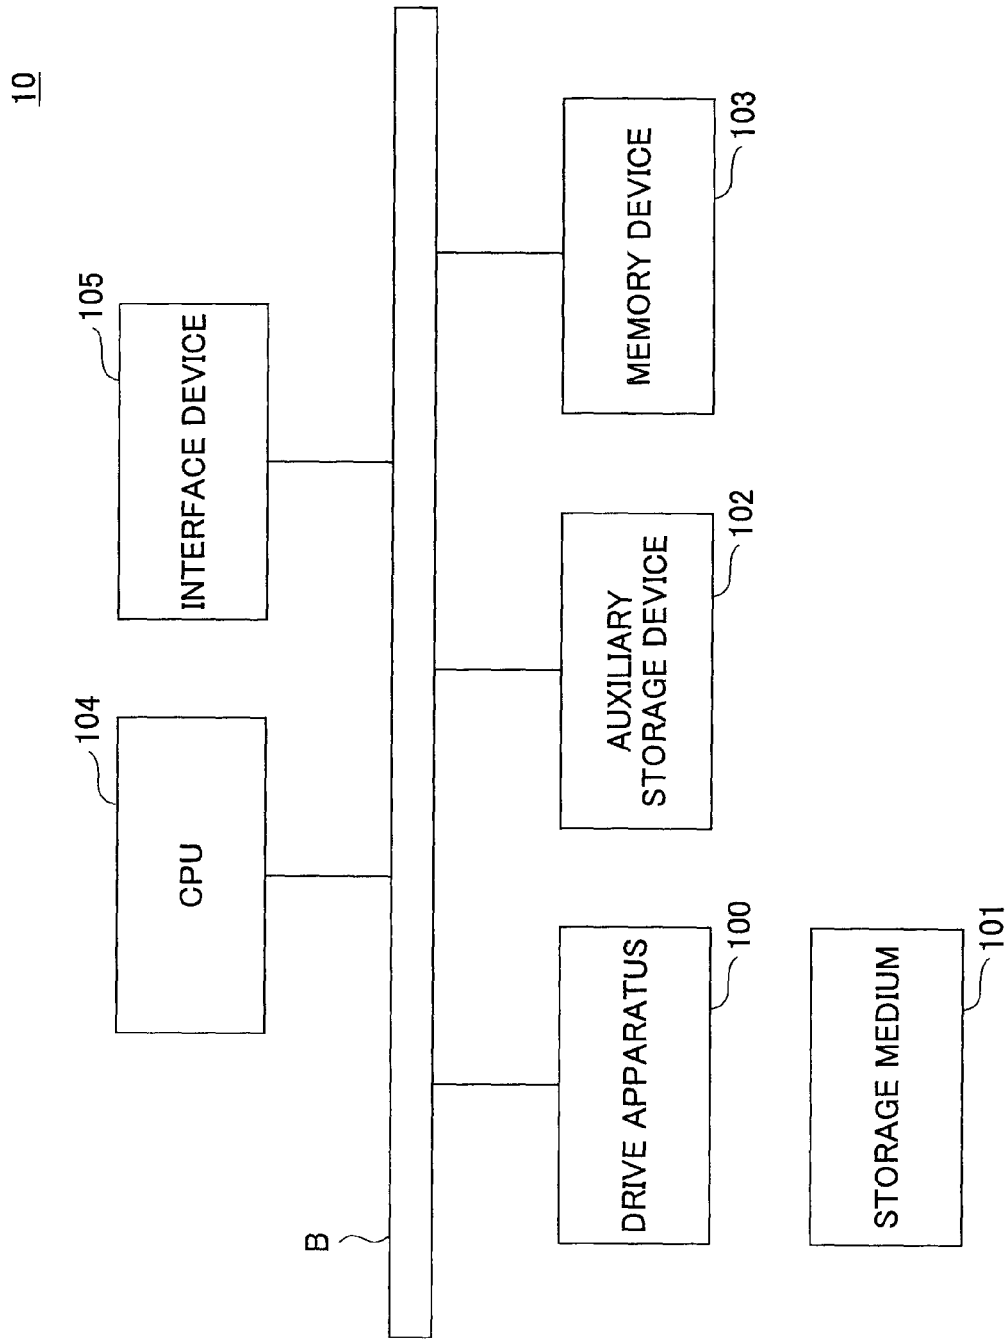 10
104
CPU
105
INTERFACE DEVICE
B
DRIVE APPARATUS
100
AUXILIARY
STORAGE DEVICE
102
MEMORY DEVICE
103
STORAGE MEDIUM
101